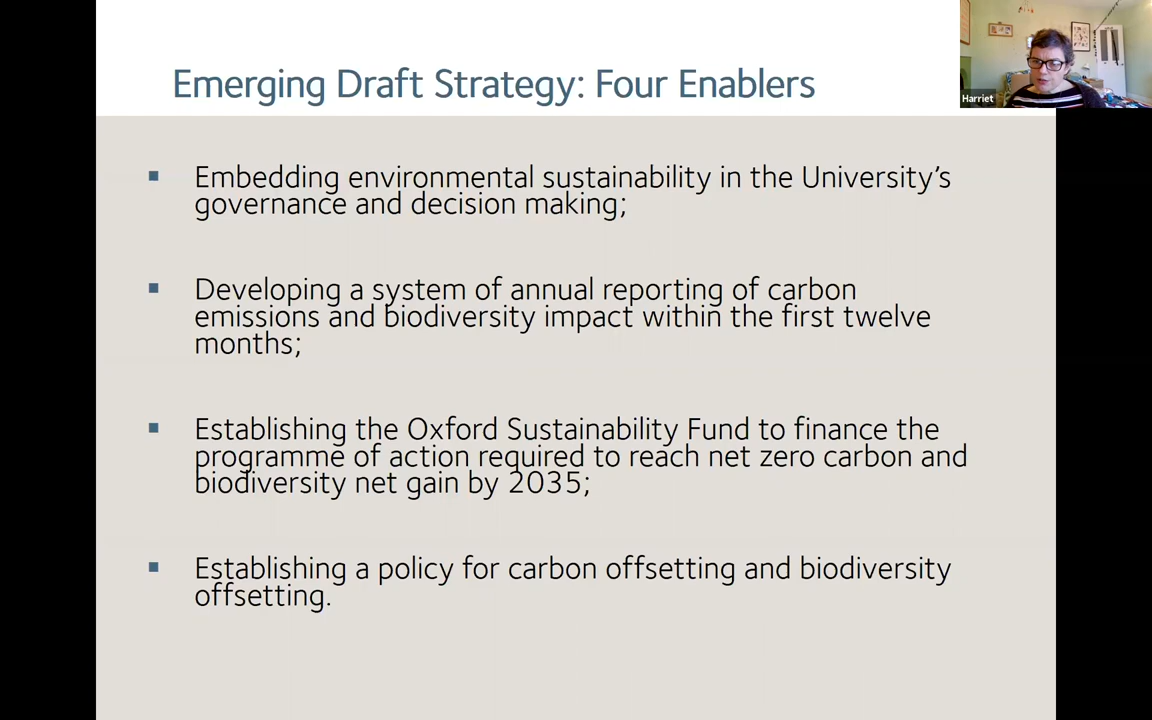 Emerging Draft Strategy: Four Enablers
Harriet
▪ Embedding environmental sustainability in the University’s
governance and decision making;
▪ Developing a system of annual reporting of carbon
emissions and biodiversity impact within the first twelve
months;
▪ Establishing the Oxford Sustainability Fund to finance the
programme of action required to reach net zero carbon and
biodiversity net gain by 2035;
▪ Establishing a policy for carbon offsetting and biodiversity
offsetting.